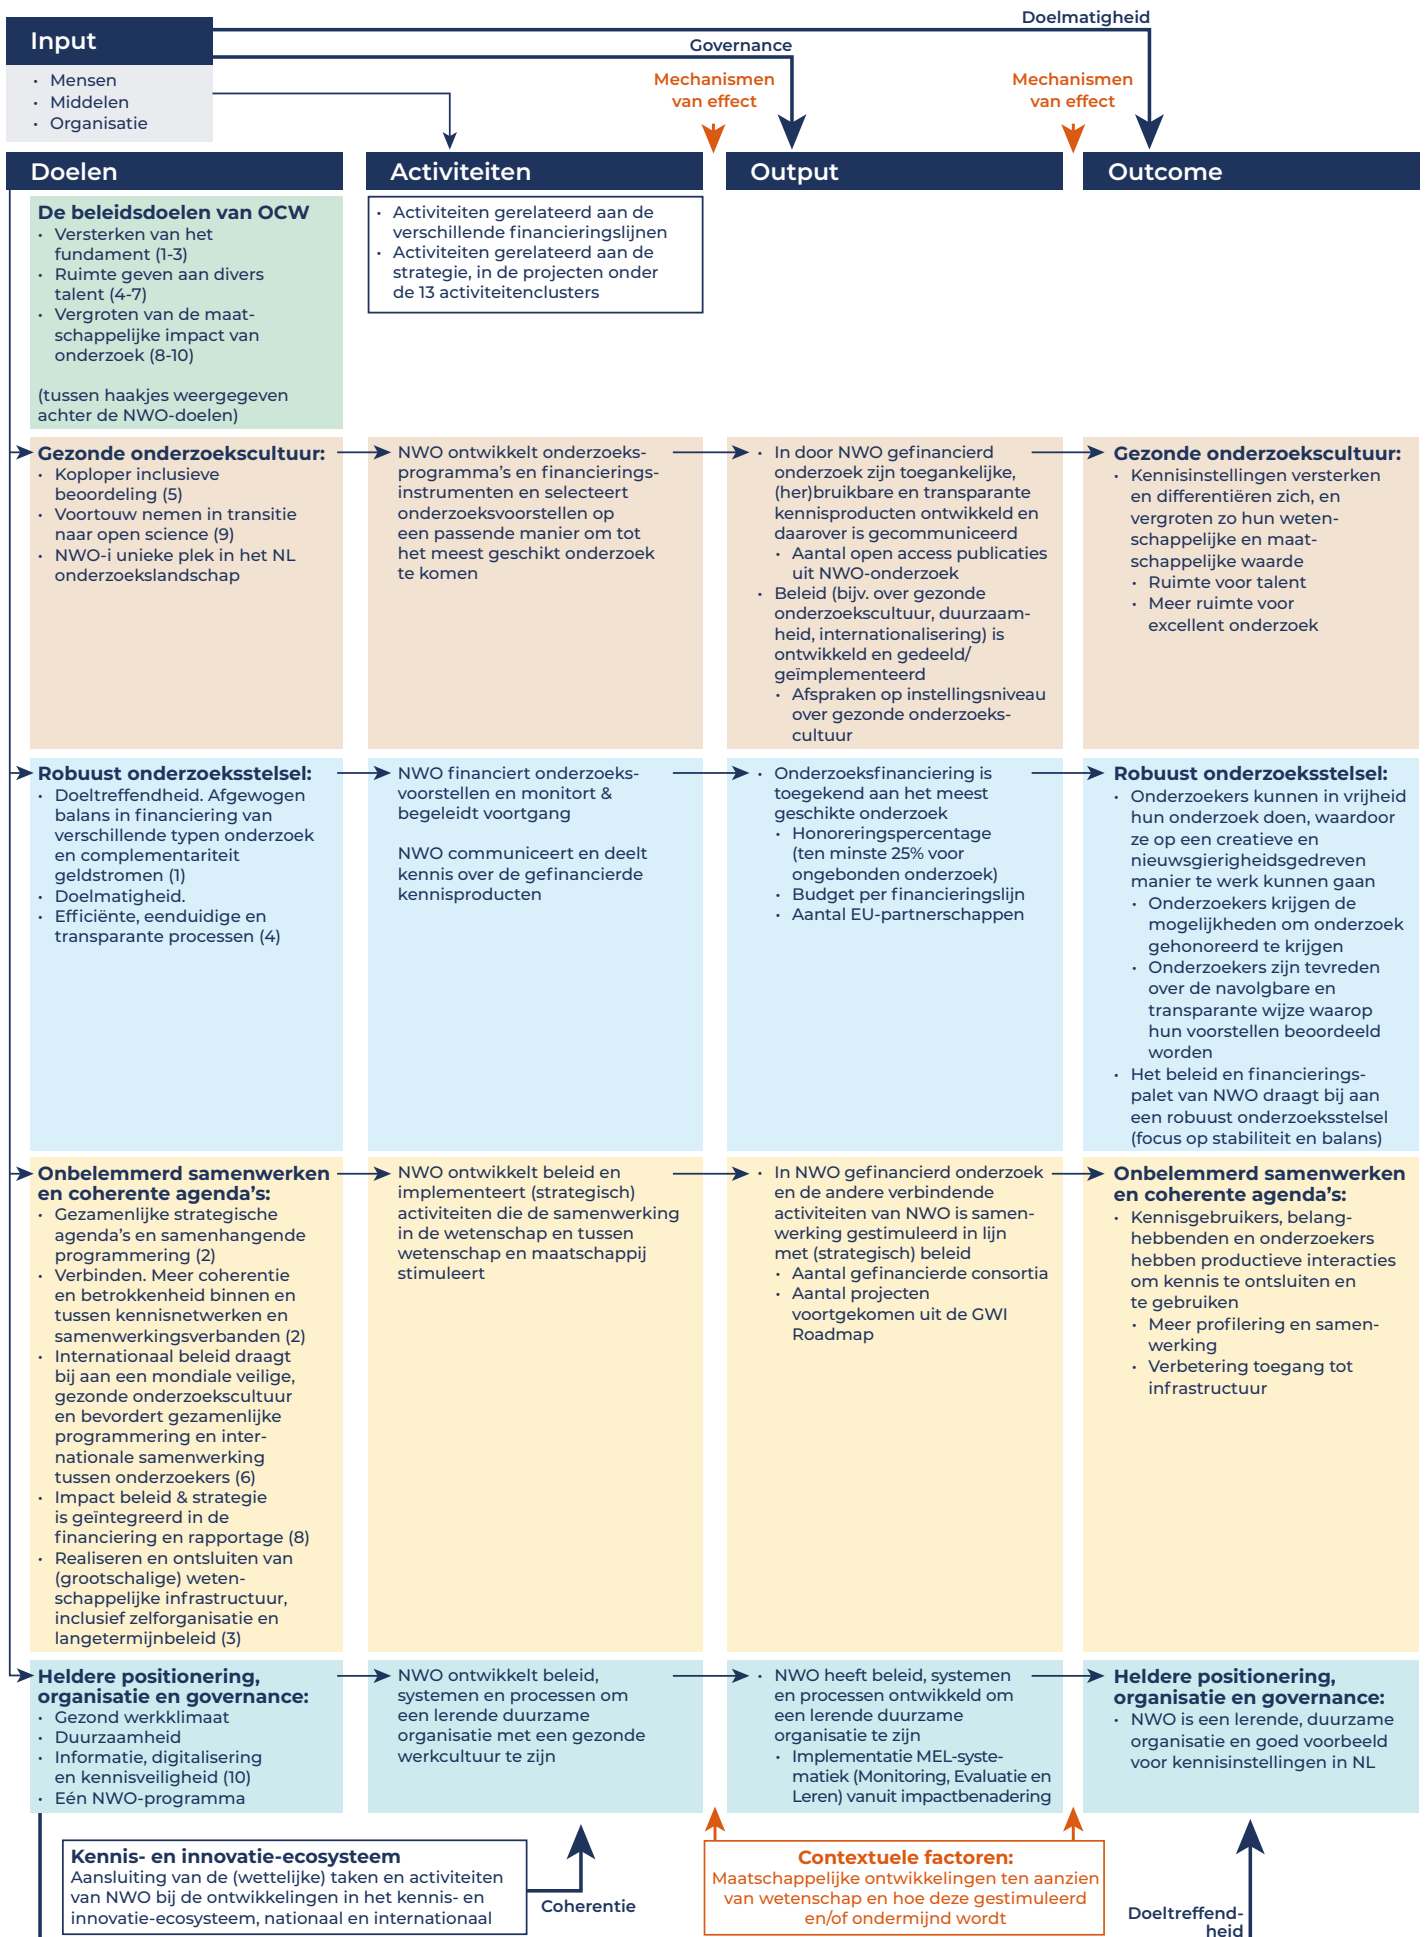 Doelmatigheid
Input
Governance
• Mensen
• Middelen
• Organisatie
Mechanismen
van effect
Mechanismen
van effect
Doelen
Activiteiten
Output
Outcome
De beleidsdoelen van OCW
• Versterken van het
fundament (1-3)
• Ruimte geven aan divers
talent (4-7)
• Vergroten van de maat-
schappelijke impact van
onderzoek (8-10)
(tussen haakjes weergegeven
achter de NWO-doelen)
• Activiteiten gerelateerd aan de
verschillende financieringslijnen
• Activiteiten gerelateerd aan de
strategie, in de projecten onder
de 13 activiteitenclusters
Gezonde onderzoekscultuur:
• Koploper inclusieve
beoordeling (5)
• Voortouw nemen in transitie
naar open science (9)
• NWO-i unieke plek in het NL
onderzoekslandschap
NWO ontwikkelt onderzoeks-
programma’s en financierings-
instrumenten en selecteert
onderzoeksvoorstellen op
een passende manier om tot
het meest geschikt onderzoek
te komen
• In door NWO gefinancierd
onderzoek zijn toegankelijke,
(her)bruikbare en transparante
kennisproducten ontwikkeld en
daarover is gecommuniceerd
• Aantal open access publicaties
uit NWO-onderzoek
• Beleid (bijv. over gezonde
onderzoekscultuur, duurzaam-
heid, internationalisering) is
ontwikkeld en gedeeld/
geïmplementeerd
• Afspraken op instellingsniveau
over gezonde onderzoeks-
cultuur
Gezonde onderzoekscultuur:
• Kennisinstellingen versterken
en differentiëren zich, en
vergroten zo hun weten-
schappelijke en maat-
schappelijke waarde
• Ruimte voor talent
• Meer ruimte voor
excellent onderzoek
Robuust onderzoeksstelsel:
• Doeltreffendheid. Afgewogen
balans in financiering van
verschillende typen onderzoek
en complementariteit
geldstromen (1)
• Doelmatigheid.
• Efficiënte, eenduidige en
transparante processen (4)
NWO financiert onderzoeks-
voorstellen en monitort &
begeleidt voortgang
NWO communiceert en deelt
kennis over de gefinancierde
kennisproducten
• Onderzoeksfinanciering is
toegekend aan het meest
geschikte onderzoek
• Honoreringspercentage
(ten minste 25% voor
ongebonden onderzoek)
• Budget per financieringslijn
• Aantal EU-partnerschappen
Robuust onderzoeksstelsel:
• Onderzoekers kunnen in vrijheid
hun onderzoek doen, waardoor
ze op een creatieve en
nieuwsgierigheidsgedreven
manier te werk kunnen gaan
• Onderzoekers krijgen de
mogelijkheden om onderzoek
gehonoreerd te krijgen
• Onderzoekers zijn tevreden
over de navolgbare en
transparante wijze waarop
hun voorstellen beoordeeld
worden
• Het beleid en financierings-
palet van NWO draagt bij aan
een robuust onderzoeksstelsel
(focus op stabiliteit en balans)
Onbelemmerd samenwerken
en coherente agenda’s:
• Gezamenlijke strategische
agenda’s en samenhangende
programmering (2)
• Verbinden. Meer coherentie
en betrokkenheid binnen en
tussen kennisnetwerken en
samenwerkingsverbanden (2)
• Internationaal beleid draagt
bij aan een mondiale veilige,
gezonde onderzoekscultuur
en bevordert gezamenlijke
programmering en inter-
nationale samenwerking
tussen onderzoekers (6)
• Impact beleid & strategie
is geïntegreerd in de
financiering en rapportage (8)
• Realiseren en ontsluiten van
(grootschalige) weten-
schappelijke infrastructuur,
inclusief zelforganisatie en
langetermijnbeleid (3)
NWO ontwikkelt beleid en
implementeert (strategisch)
activiteiten die de samenwerking
in de wetenschap en tussen
wetenschap en maatschappij
stimuleert
• In NWO gefinancierd onderzoek
en de andere verbindende
activiteiten van NWO is samen-
werking gestimuleerd in lijn
met (strategisch) beleid
• Aantal gefinancierde consortia
• Aantal projecten
voortgekomen uit de GWI
Roadmap
Onbelemmerd samenwerken
en coherente agenda’s:
• Kennisgebruikers, belang-
hebbenden en onderzoekers
hebben productieve interacties
om kennis te ontsluiten en
te gebruiken
• Meer profilering en samen-
werking
• Verbetering toegang tot
infrastructuur
Heldere positionering,
organisatie en governance:
• Gezond werkklimaat
• Duurzaamheid
• Informatie, digitalisering
en kennisveiligheid (10)
• Eén NWO-programma
NWO ontwikkelt beleid,
systemen en processen om
een lerende duurzame
organisatie met een gezonde
werkcultuur te zijn
• NWO heeft beleid, systemen
en processen ontwikkeld om
een lerende duurzame
organisatie te zijn
• Implementatie MEL-syste-
matiek (Monitoring, Evaluatie en
Leren) vanuit impactbenadering
Heldere positionering,
organisatie en governance:
• NWO is een lerende, duurzame
organisatie en goed voorbeeld
voor kennisinstellingen in NL
Kennis- en innovatie-ecosysteem
Aansluiting van de (wettelijke) taken en activiteiten
van NWO bij de ontwikkelingen in het kennis- en
innovatie-ecosysteem, nationaal en internationaal
Coherentie
Contextuele factoren:
Maatschappelijke ontwikkelingen ten aanzien
van wetenschap en hoe deze gestimuleerd
en/of ondermijnd wordt
Doeltreffend-
heid